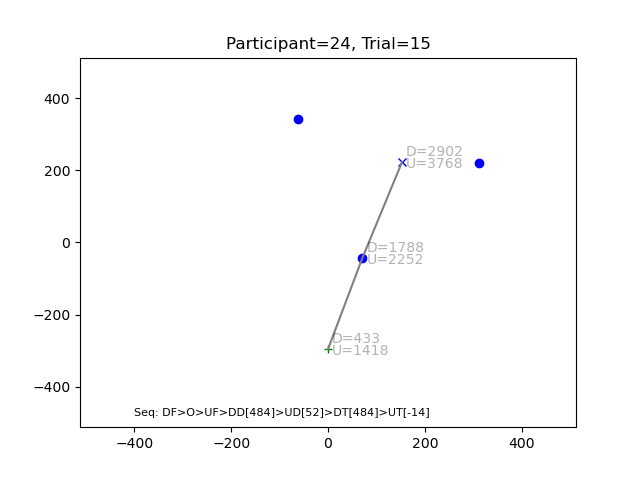 Participant=24, Trial=15
400
200
0
−200
−400
D=2902
U=3768
D=1788
U=2252
D=433
U=1418
Seq: DF>O>UF>DD[484]>UD[52]>DT[484]>UT[-14]
−400
−200
0
200
400